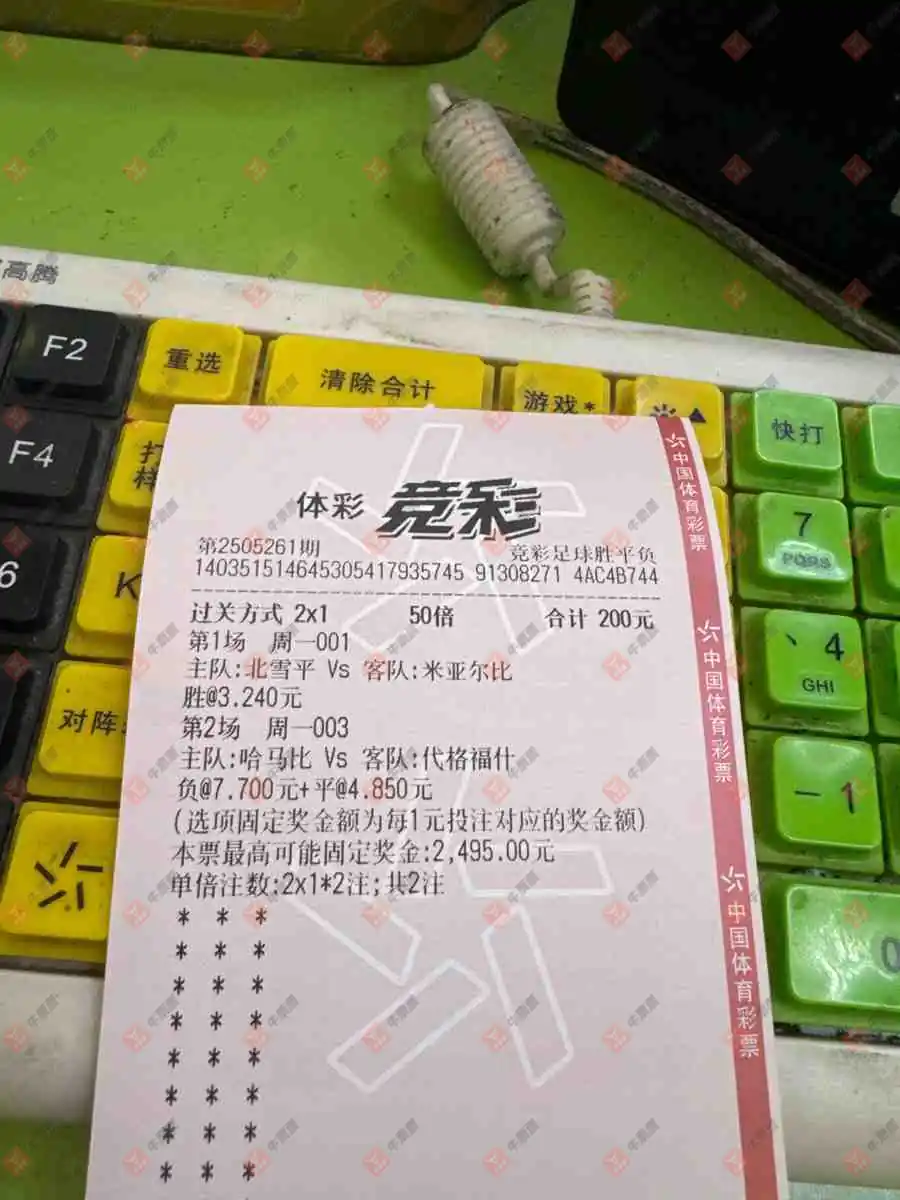 高腾
F2
重选
清除合计
游戏*
▲
快打
F4
打
样
7
PQRS
6
K
、 4
GHI
对阵
- 1
0
体彩 竞彩
第2505261期 竞彩足球胜平负
140351514645305417935745 91308271 4AC4B744
过关方式 2x1 50倍 合计 200元
第1场 周一001
主队:北雪平 Vs 客队:米亚尔比
胜@3.240元
第2场 周一003
主队:哈马比 Vs 客队:代格福什
负@7.700元+平@4.850元
(选项固定奖金额为每1元投注对应的奖金额)
本票最高可能固定奖金:2,495.00元
单倍注数:2x1*2注;共2注
* * *
* * *
* * *
* * *
* * *
* * *
* * *
* * *
中国体育彩票
中国体育彩票
中国体育彩票